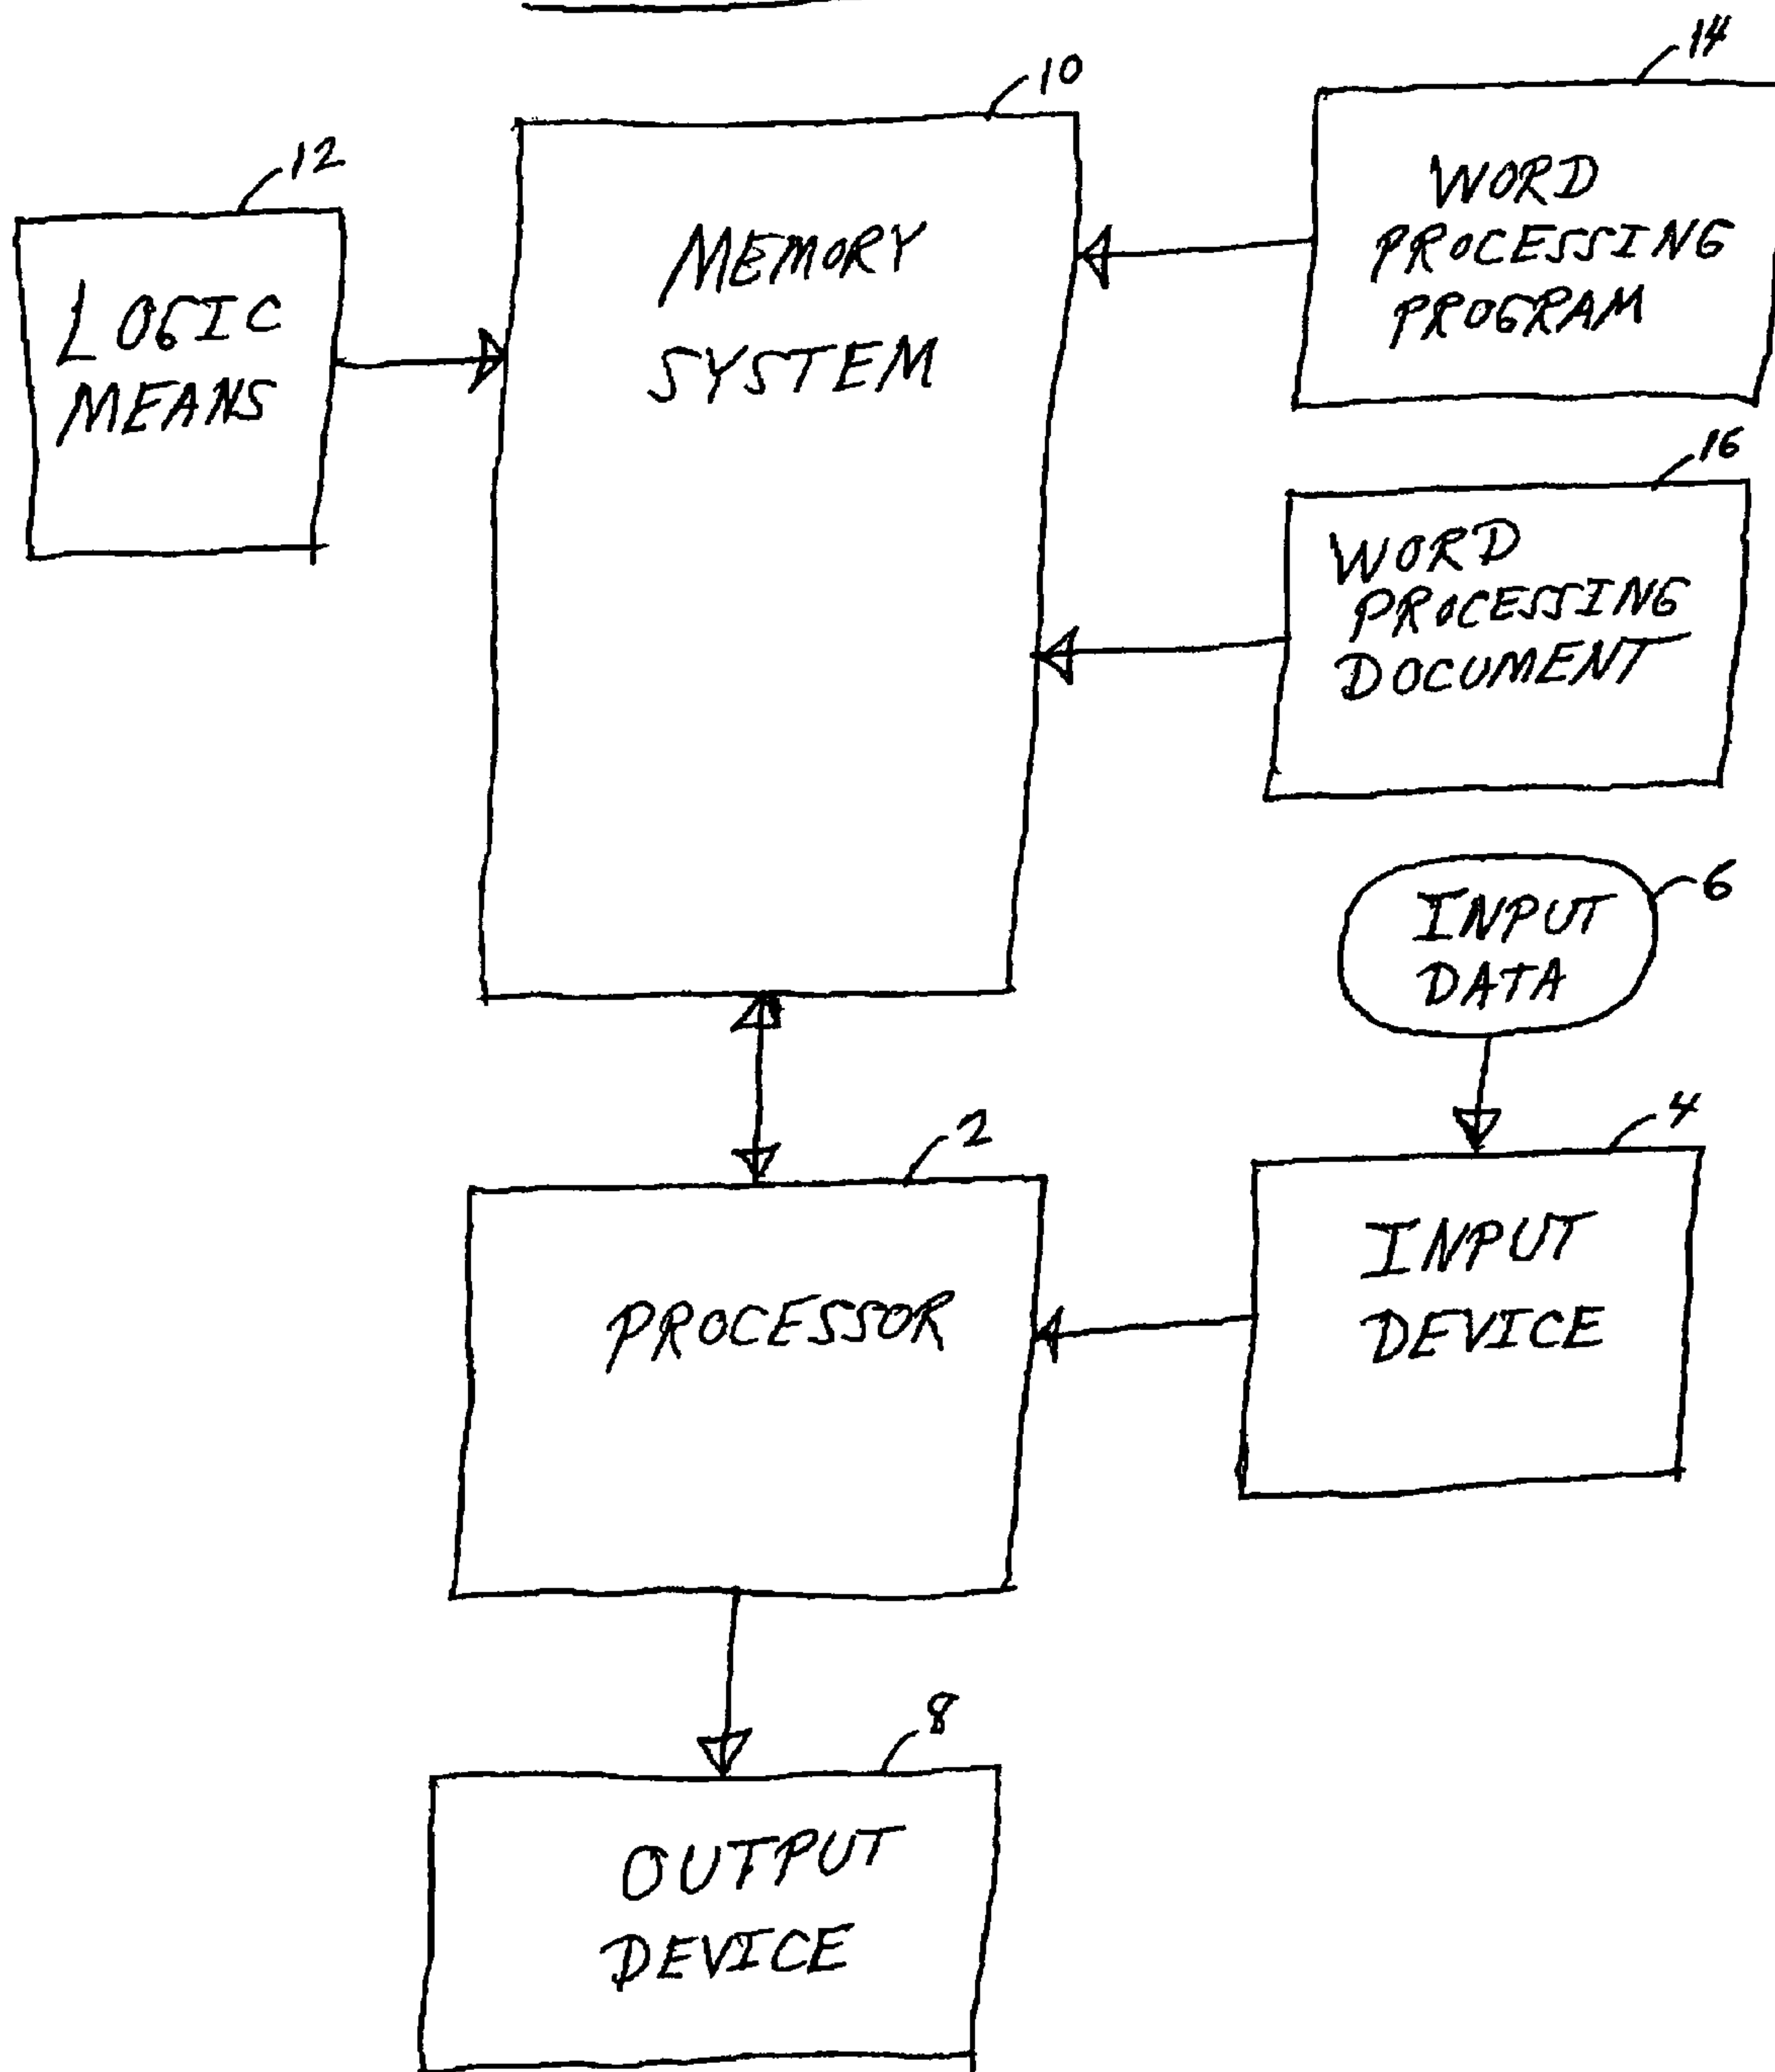 14
10
WORD
PROCESSING
PROGRAM
12
LOGIC
MEANS
MEMORY
SYSTEM
16
WORD
PROCESSING
DOCUMENT
6
INPUT
DATA
2
4
PROCESSOR
INPUT
DEVICE
8
OUTPUT
DEVICE